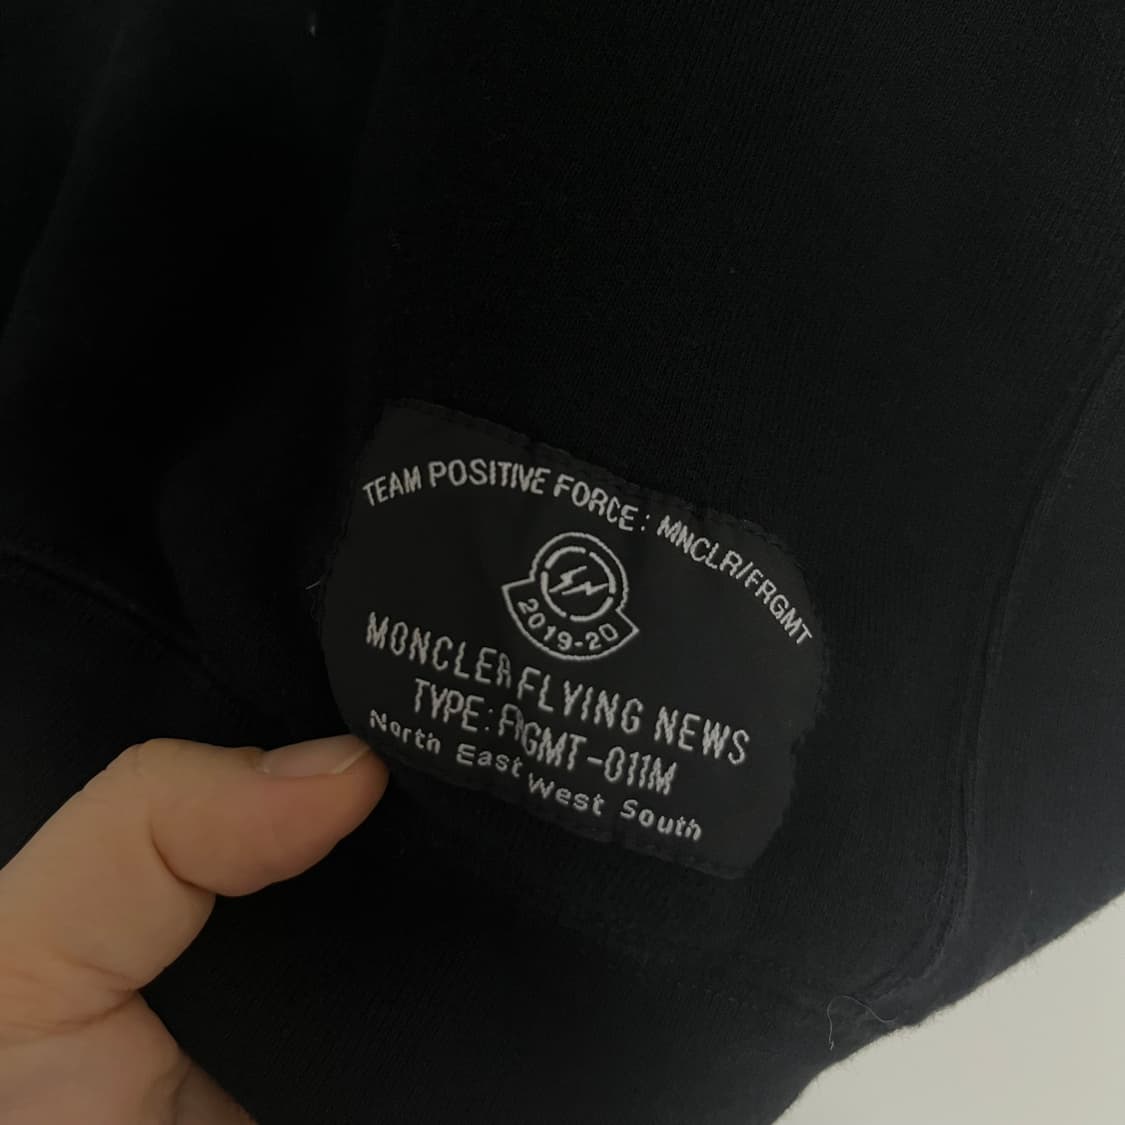 TEAM POSITIVE FORCE: MNCLR/FRGMT
2019-20
MONCLER FLYING NEWS
TYPE: FRGMT-011M
North East West South